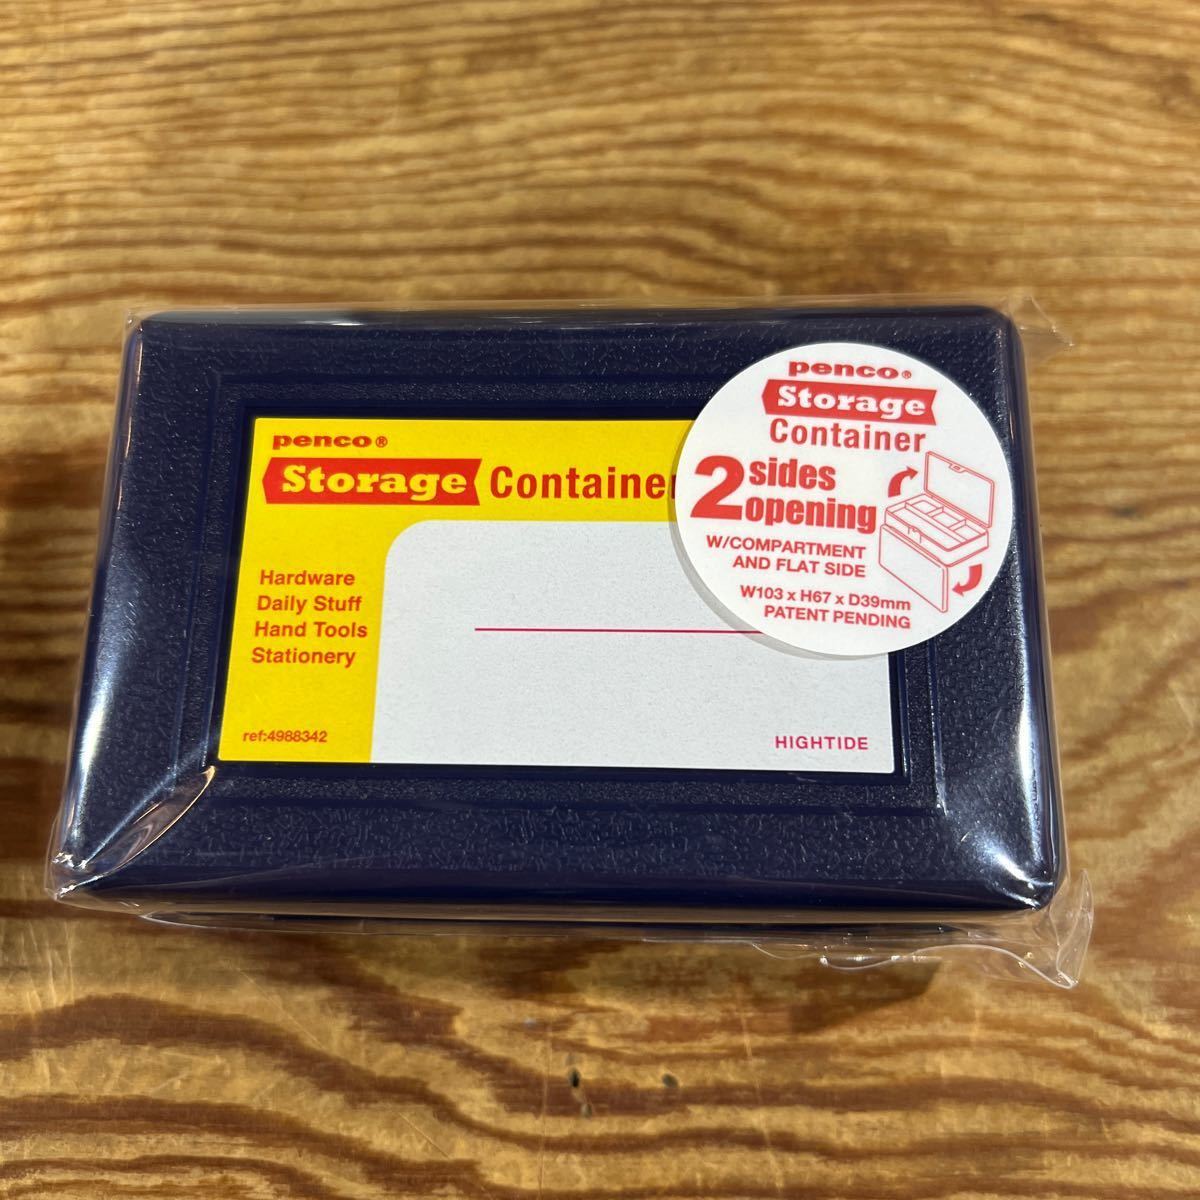 penco®
Storage Container
Hardware
Daily Stuff
Hand Tools
Stationery
ref:4988342
HIGHTIDE
penco®
Storage
Container
2 sides
opening
W/COMPARTMENT
AND FLAT SIDE
W103 x H67 x D39mm
PATENT PENDING